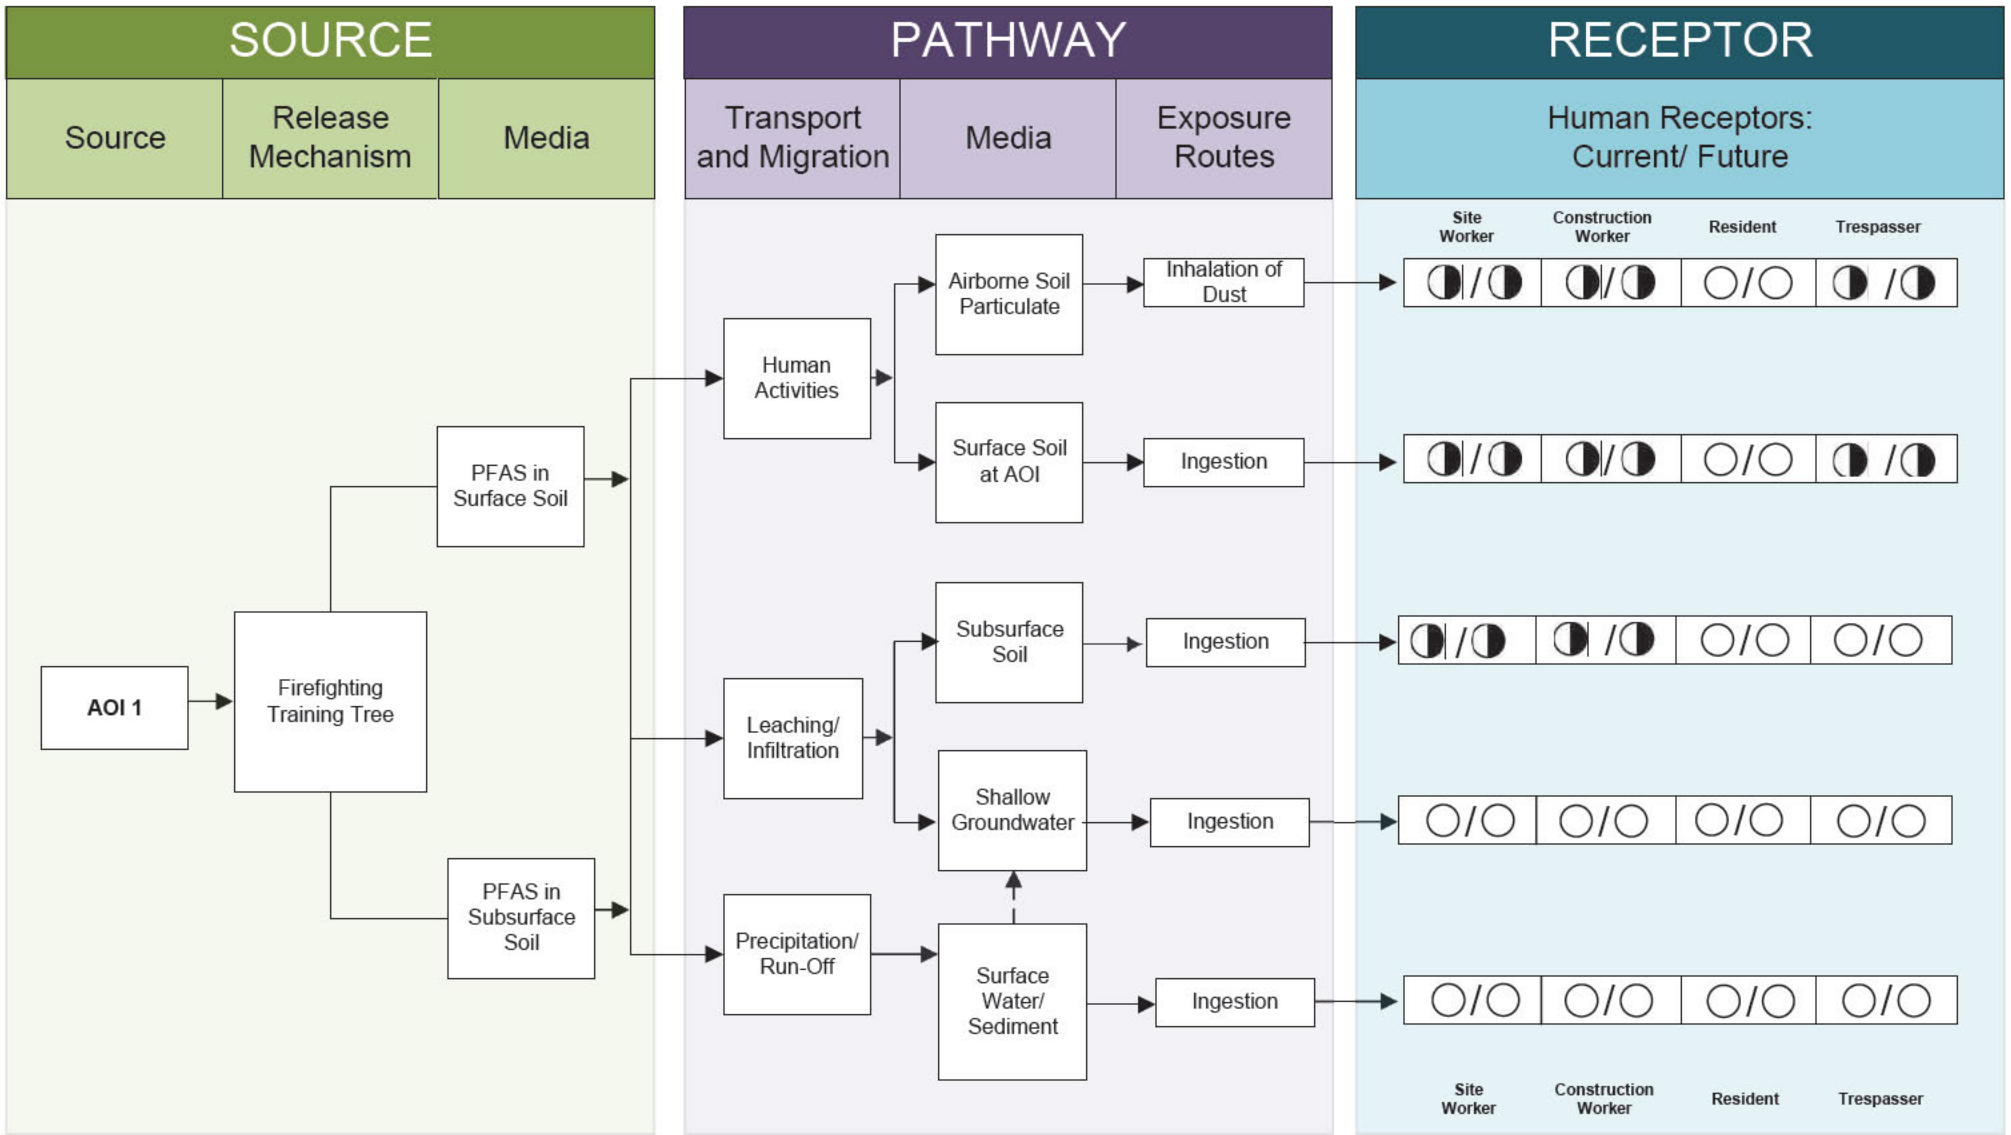 SOURCE
PATHWAY
RECEPTOR
Source
Release
Mechanism
Media
Transport
and Migration
Media
Exposure
Routes
Human Receptors:
Current/ Future
Site
Worker
Construction
Worker
Resident
Trespasser
AOI 1
Firefighting
Training Tree
PFAS in
Surface Soil
PFAS in
Subsurface
Soil
Human
Activities
Leaching/
Infiltration
Precipitation/
Run-Off
Airborne Soil
Particulate
Surface Soil
at AOI
Subsurface
Soil
Shallow
Groundwater
Surface
Water/
Sediment
Inhalation of
Dust
Ingestion
Ingestion
Ingestion
Ingestion
/ / / /
/ / / /
/ / / /
/ / / /
/ / / /
Site
Worker
Construction
Worker
Resident
Trespasser